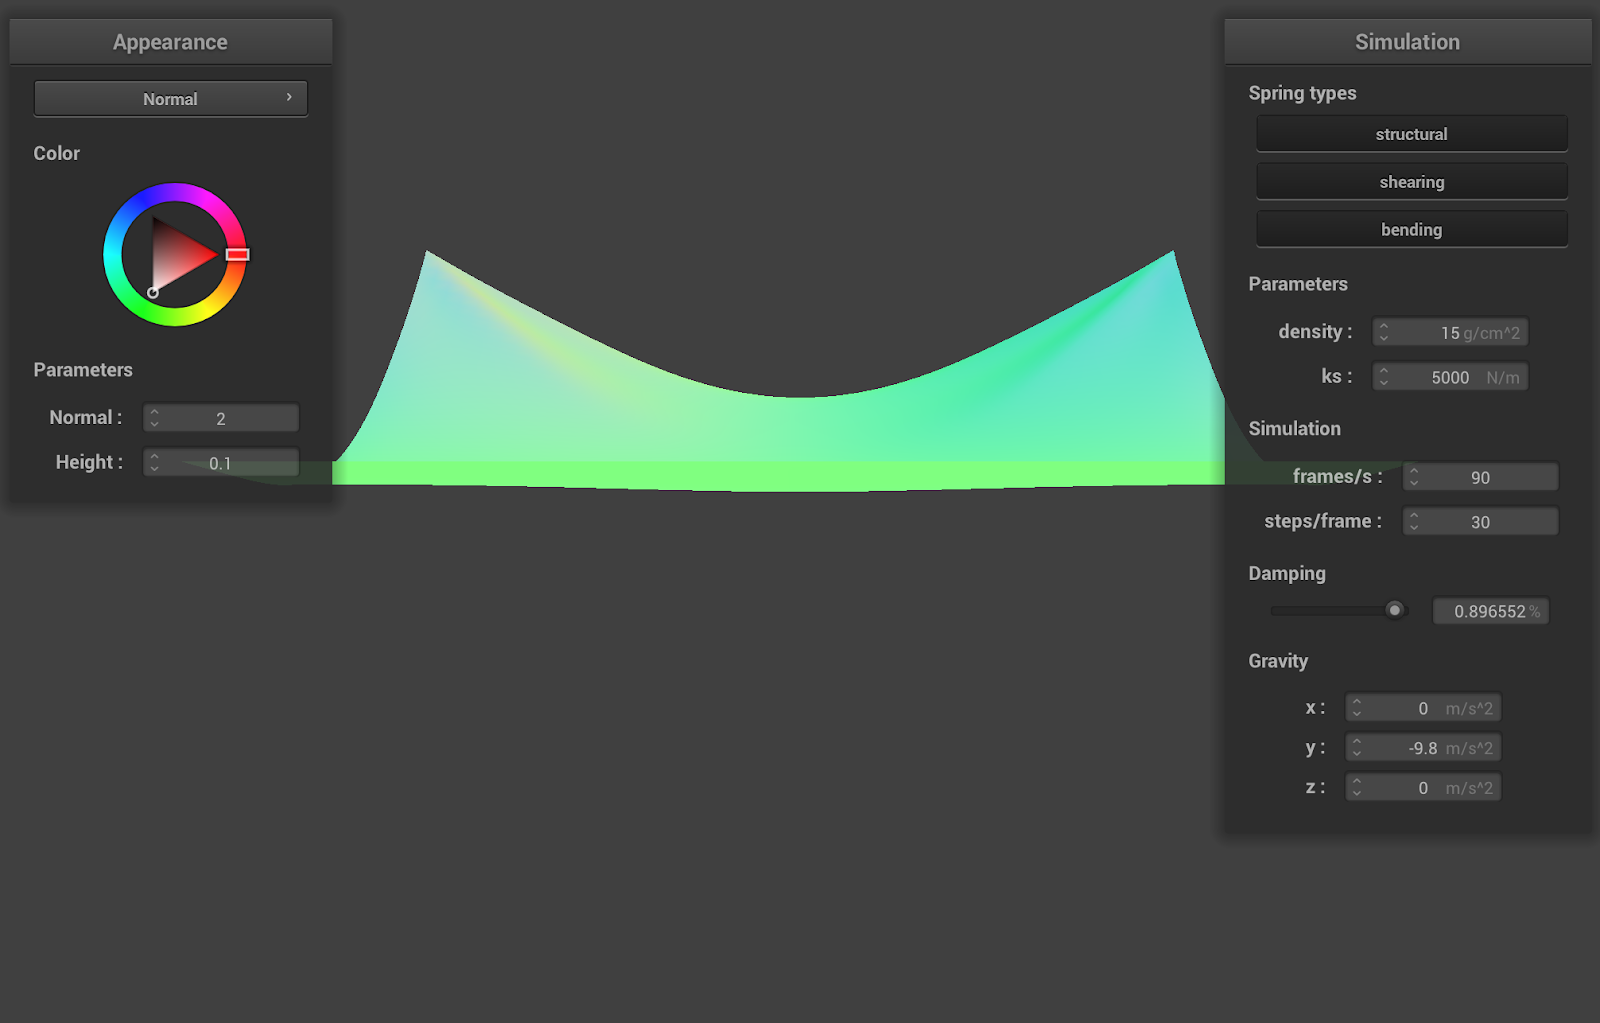 Appearance
Normal
Color
Parameters
Normal : 2
Height : 0.1
Simulation
Spring types
structural
shearing
bending
Parameters
density : 15 g/cm^2
ks : 5000 N/m
Simulation
frames/s : 90
steps/frame : 30
Damping
0.896552 %
Gravity
x : 0 m/s^2
y : -9.8 m/s^2
z : 0 m/s^2